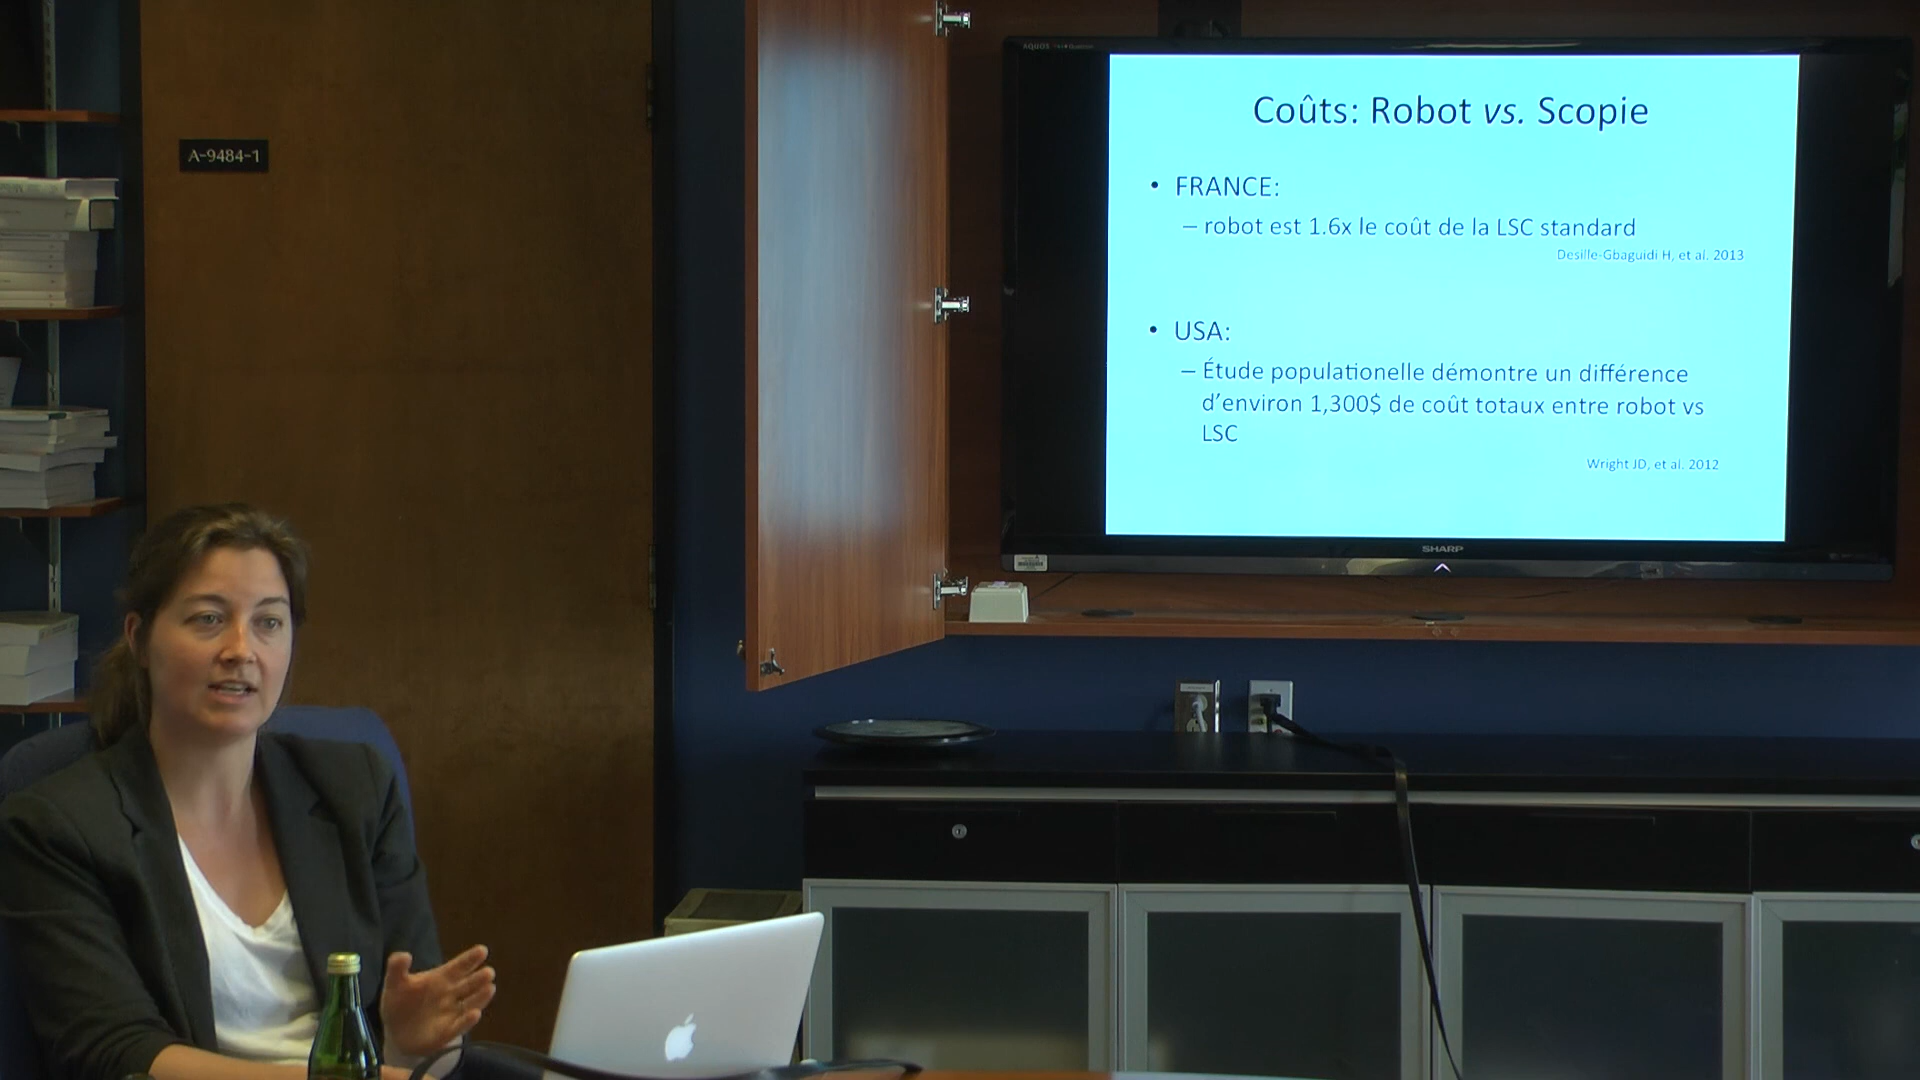 A-9484-1
AQUOS
Coûts: Robot vs. Scopie
• FRANCE:
– robot est 1.6x le coût de la LSC standard
Desille-Gbaguidi H, et al. 2013
• USA:
– Étude populationelle démontre un différence
d’environ 1,300$ de coût totaux entre robot vs
LSC
Wright JD, et al. 2012
SHARP